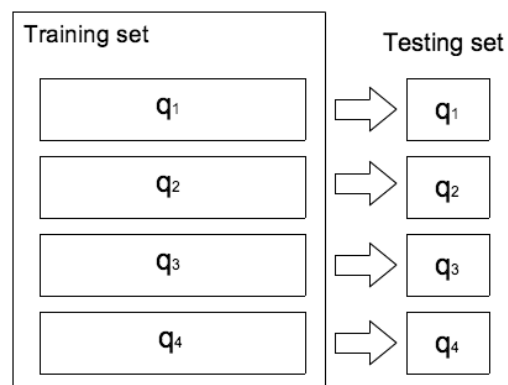 Training set
Testing set
q₁
q₁
q₂
q₂
q₃
q₃
q₄
q₄